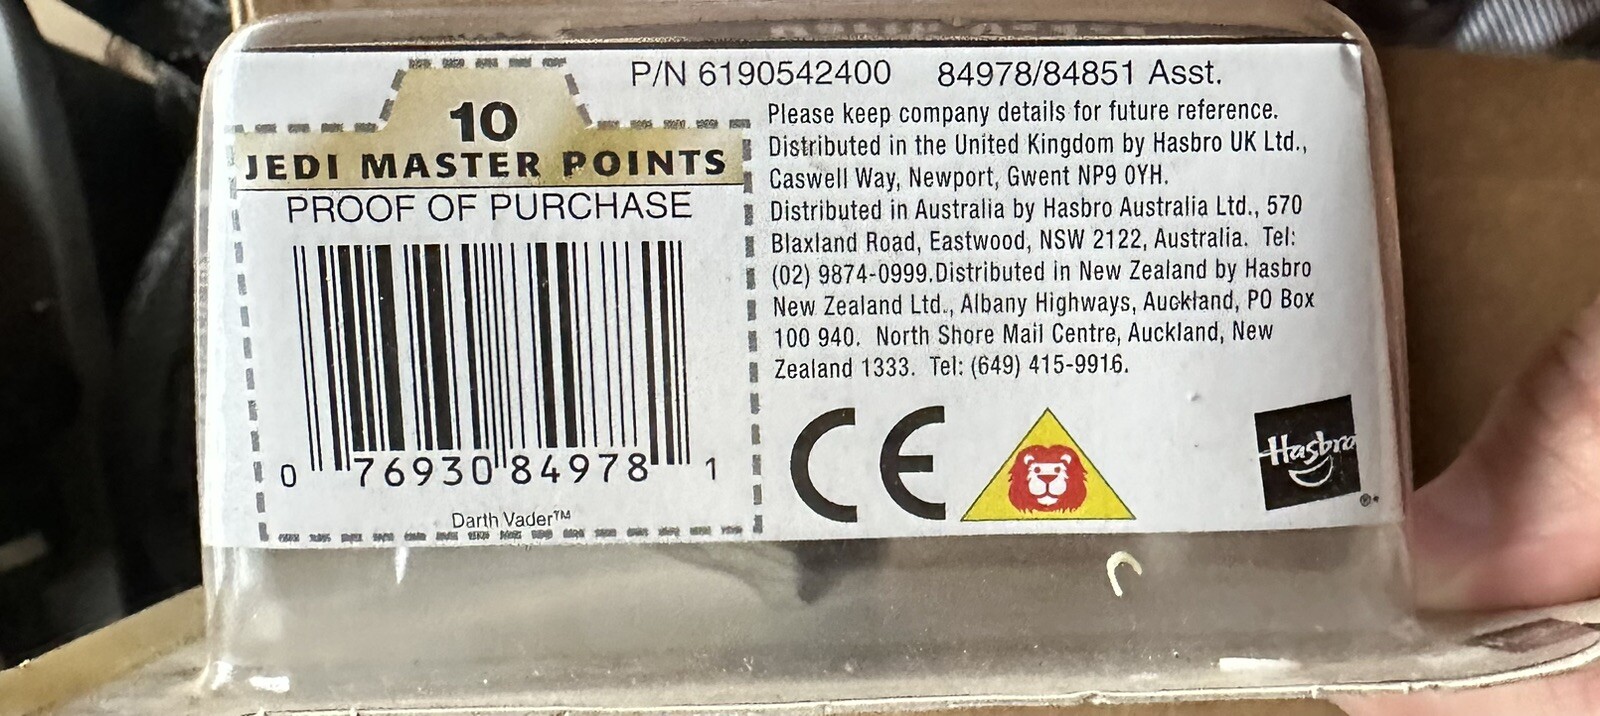 P/N 6190542400 84978/84851 Asst.
10
JEDI MASTER POINTS
PROOF OF PURCHASE
0 76930 84978 1
Darth Vader™
Please keep company details for future reference.
Distributed in the United Kingdom by Hasbro UK Ltd.,
Caswell Way, Newport, Gwent NP9 0YH.
Distributed in Australia by Hasbro Australia Ltd., 570
Blaxland Road, Eastwood, NSW 2122, Australia. Tel:
(02) 9874-0999.Distributed in New Zealand by Hasbro
New Zealand Ltd., Albany Highways, Auckland, PO Box
100 940. North Shore Mail Centre, Auckland, New
Zealand 1333. Tel: (649) 415-9916.
CE
Hasbro
®